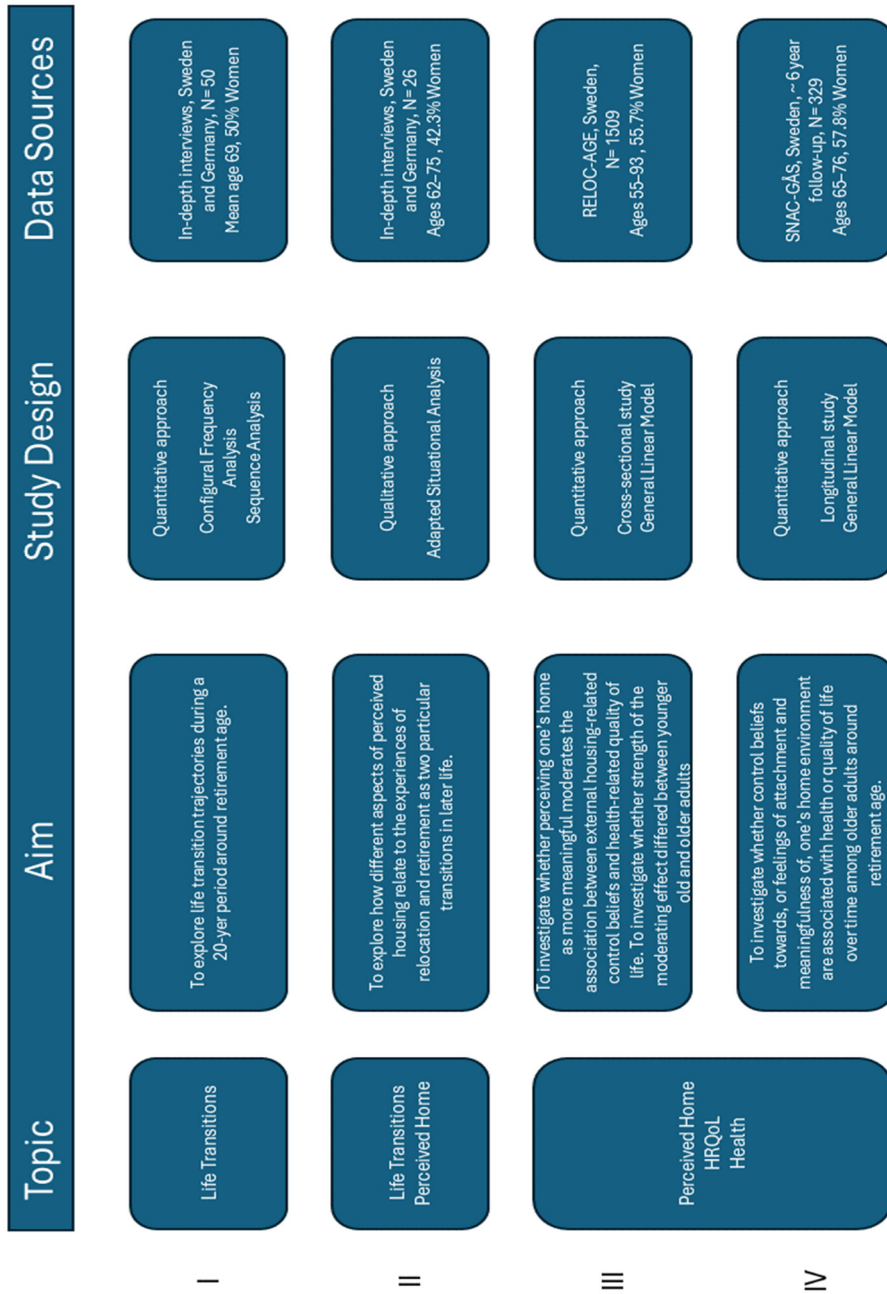 Topic
Aim
Study Design
Data Sources
I
Life Transitions
To explore life transition trajectories during a
20-yer period around retirement age.
Quantitative approach
Configural Frequency
Analysis
Sequence Analysis
In-depth interviews, Sweden
and Germany, N= 50
Mean age 69, 50% Women
II
Life Transitions
Perceived Home
To explore how different aspects of perceived
housing relate to the experiences of
relocation and retirement as two particular
transitions in later life.
Qualitative approach
Adapted Situational Analysis
In-depth interviews, Sweden
and Germany, N= 26
Ages 62–75 , 42.3% Women
III
Perceived Home
HRQoL
Health
To investigate whether perceiving one's home
as more meaningful moderates the
association between external housing-related
control beliefs and health-related quality of
life. To investigate whether strength of the
moderating effect differed between younger
old and older adults
Quantitative approach
Cross-sectional study
General Linear Model
RELOC-AGE, Sweden,
N= 1509
Ages 55–93 , 55.7% Women
IV
To investigate whether control beliefs
towards, or feelings of attachment and
meaningfulness of, one's home environment
are associated with health or quality of life
over time among older adults around
retirement age.
Quantitative approach
Longitudinal study
General Linear Model
SNAC-GÅS, Sweden, ~ 6 year
follow-up, N= 329
Ages 65–76, 57.8% Women